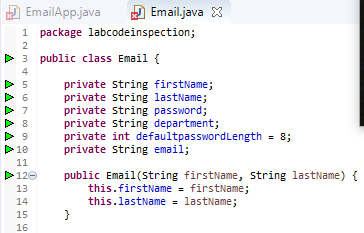 EmailApp.java
Email.java
1 package labcodeinspection;
2
3 public class Email {
4
5 private String firstName;
6 private String lastName;
7 private String password;
8 private String department;
9 private int defaultpasswordLength = 8;
10 private String email;
11
12 public Email(String firstName, String lastName) {
13 this.firstName = firstName;
14 this.lastName = lastName;
15 }
16